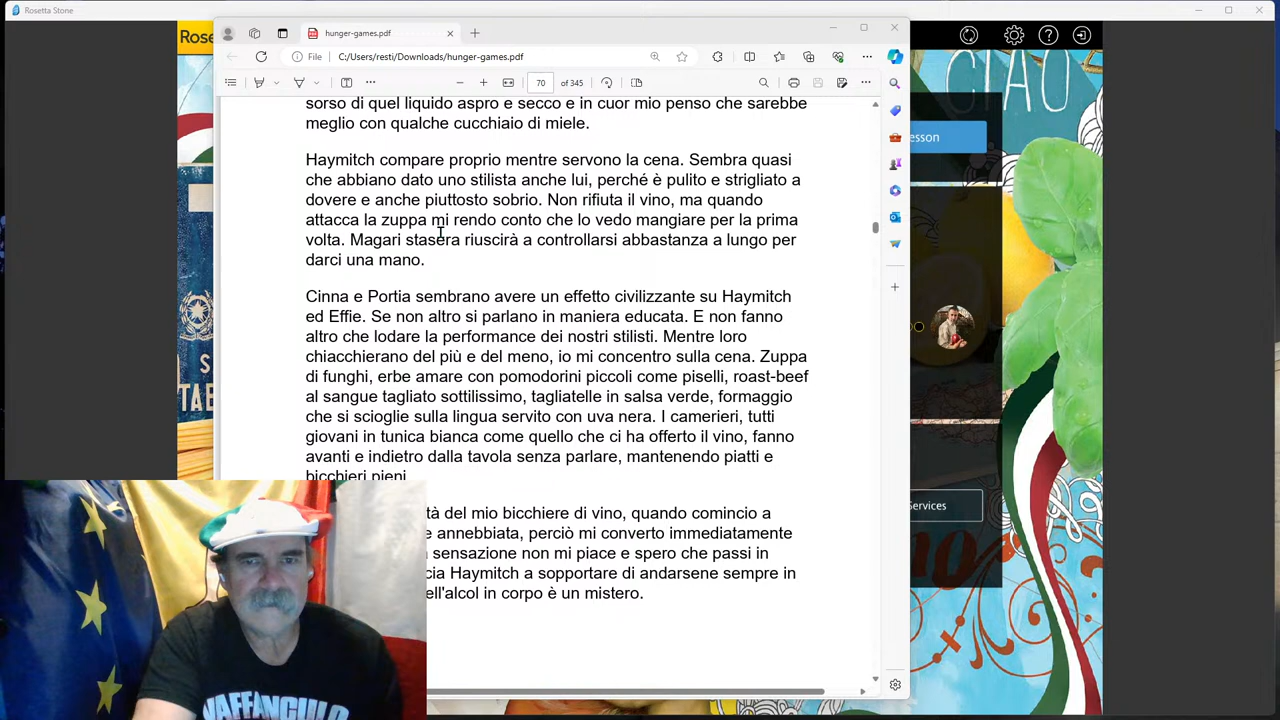 Rosetta Stone
Rose
hunger-games.pdf
File
C:/Users/resti/Downloads/hunger-games.pdf
70 of 345
CIAO
esson
sorso di quel liquido aspro e secco e in cuor mio penso che sarebbe
meglio con qualche cucchiaio di miele.
Haymitch compare proprio mentre servono la cena. Sembra quasi
che abbiano dato uno stilista anche lui, perché è pulito e strigliato a
dovere e anche piuttosto sobrio. Non rifiuta il vino, ma quando
attacca la zuppa mi rendo conto che lo vedo mangiare per la prima
volta. Magari stasera riuscirà a controllarsi abbastanza a lungo per
darci una mano.
Cinna e Portia sembrano avere un effetto civilizzante su Haymitch
ed Effie. Se non altro si parlano in maniera educata. E non fanno
altro che lodare la performance dei nostri stilisti. Mentre loro
chiacchierano del più e del meno, io mi concentro sulla cena. Zuppa
di funghi, erbe amare con pomodorini piccoli come piselli, roast-beef
al sangue tagliato sottilissimo, tagliatelle in salsa verde, formaggio
che si scioglie sulla lingua servito con uva nera. I camerieri, tutti
giovani in tunica bianca come quello che ci ha offerto il vino, fanno
avanti e indietro dalla tavola senza parlare, mantenendo piatti e
bicchieri pieni.
tà del mio bicchiere di vino, quando comincio a
e annebbiata, perciò mi converto immediatamente
sensazione non mi piace e spero che passi in
cia Haymitch a sopportare di andarsene sempre in
ell'alcol in corpo è un mistero.
Services
STA
TAB
VAFFANCULO